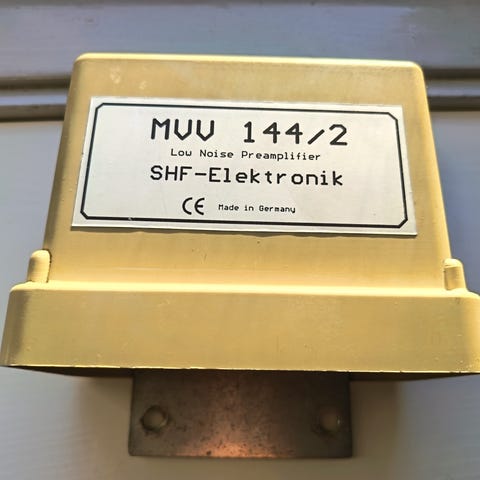 MVV 144/2
Low Noise Preamplifier
SHF-Elektronik
CE Made in Germany